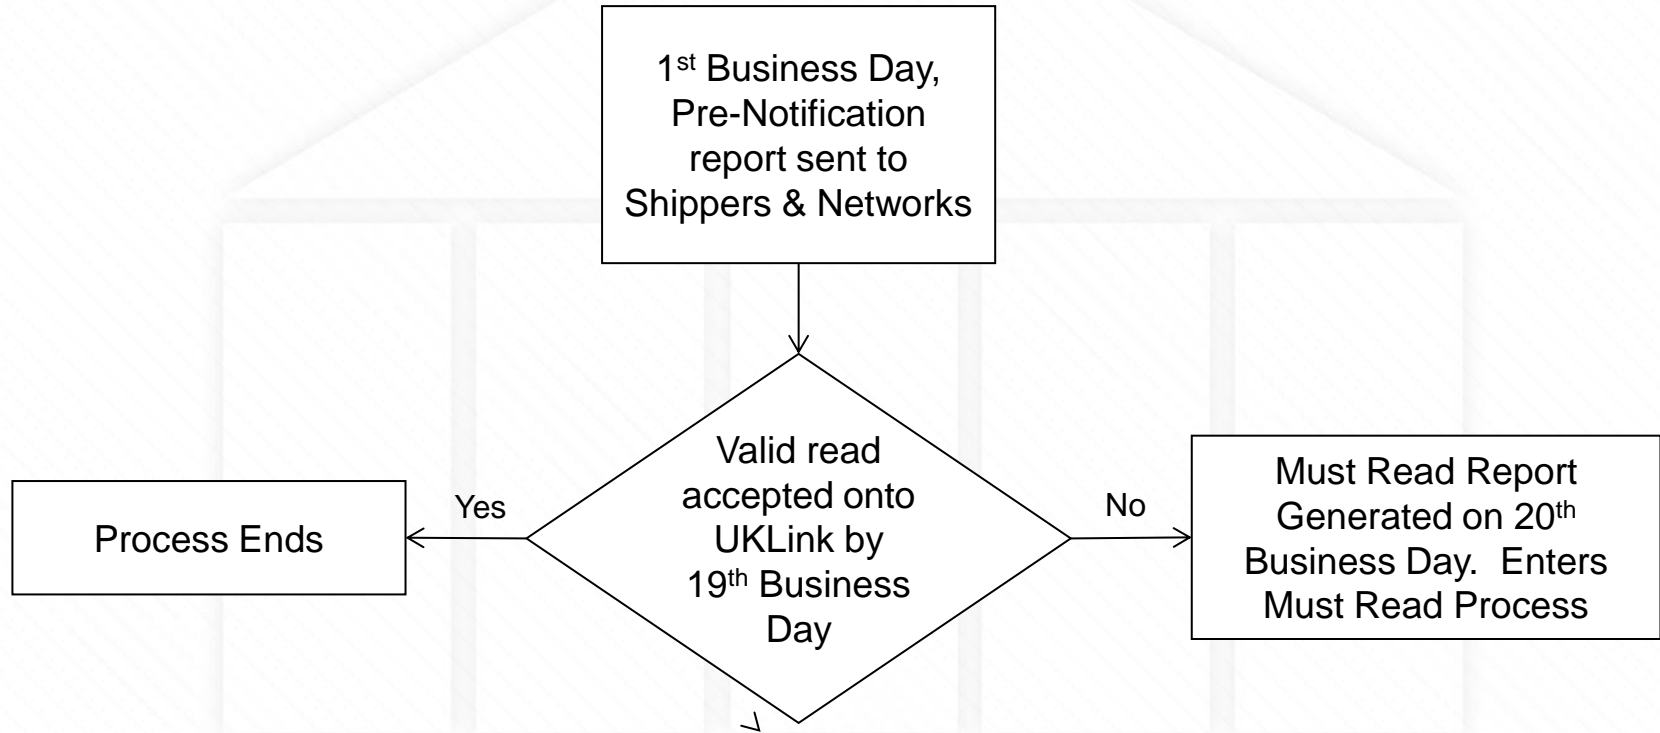 1st Business Day,
Pre-Notification
report sent to
Shippers & Networks
Valid read
accepted onto
UKLink by
19th Business
Day
Yes
Process Ends
No
Must Read Report
Generated on 20th
Business Day.  Enters
Must Read Process